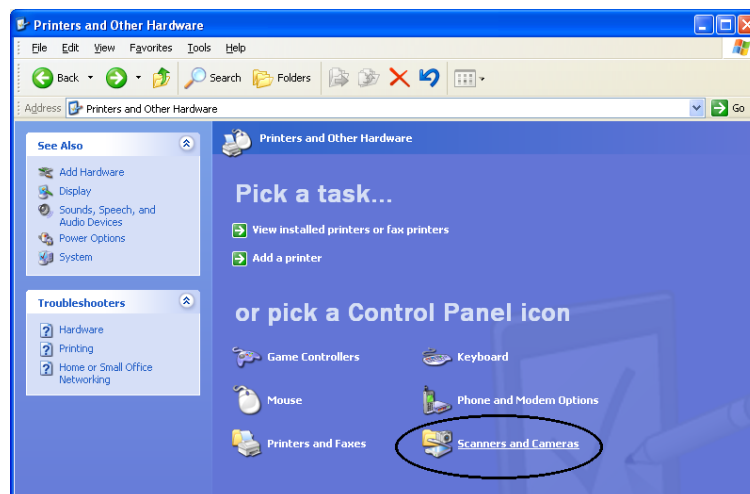 Printers and Other Hardware
File Edit View Favorites Tools Help
Back Search Folders
Address Printers and Other Hardware Go
See Also
Add Hardware
Display
Sounds, Speech, and
Audio Devices
Power Options
System
Troubleshooters
Hardware
Printing
Home or Small Office
Networking
Printers and Other Hardware
Pick a task...
View installed printers or fax printers
Add a printer
or pick a Control Panel icon
Game Controllers Keyboard
Mouse Phone and Modem Options
Printers and Faxes Scanners and Cameras